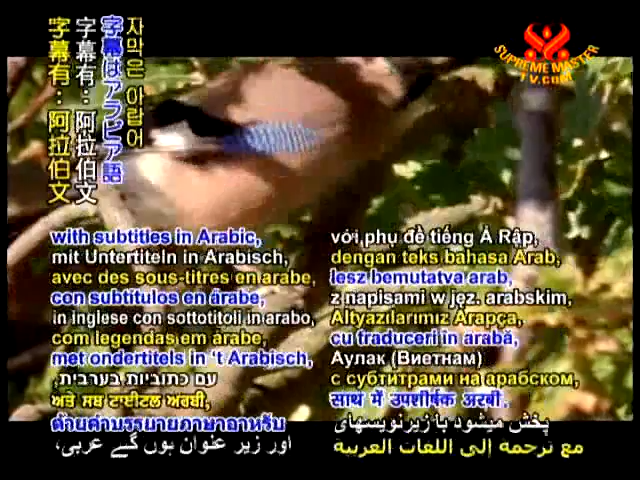 자막은 아랍어
字幕はアラビア語
字幕有：阿拉伯文
字幕有：阿拉伯文
SUPREME MASTER
TV.COM
with subtitles in Arabic,
mit Untertiteln in Arabisch,
avec des sous-titres en arabe,
con subtítulos en árabe,
in inglese con sottotitoli in arabo,
com legendas em árabe,
met ondertitels in 't Arabisch,
עם כתוביות בערבית,
ਅਤੇ ਸਬ ਟਾਈਟਲ ਅਰਬੀ,
ด้วยคำบรรยายภาษาอาหรับ
اور زیر عنوان ہوں گے عربی،
với phụ đề tiếng Ả Rập,
dengan teks bahasa Arab,
lesz bemutatva arab,
z napisami w jęz. arabskim,
Altyazılarımız Arapça,
cu traduceri in arabă,
Аулак (Виетнам)
с субтитрами на арабском,
साथ में उपशीर्षक अरबी,
پخش میشود با زیرنویسهای
مع ترجمة إلى اللغات العربية